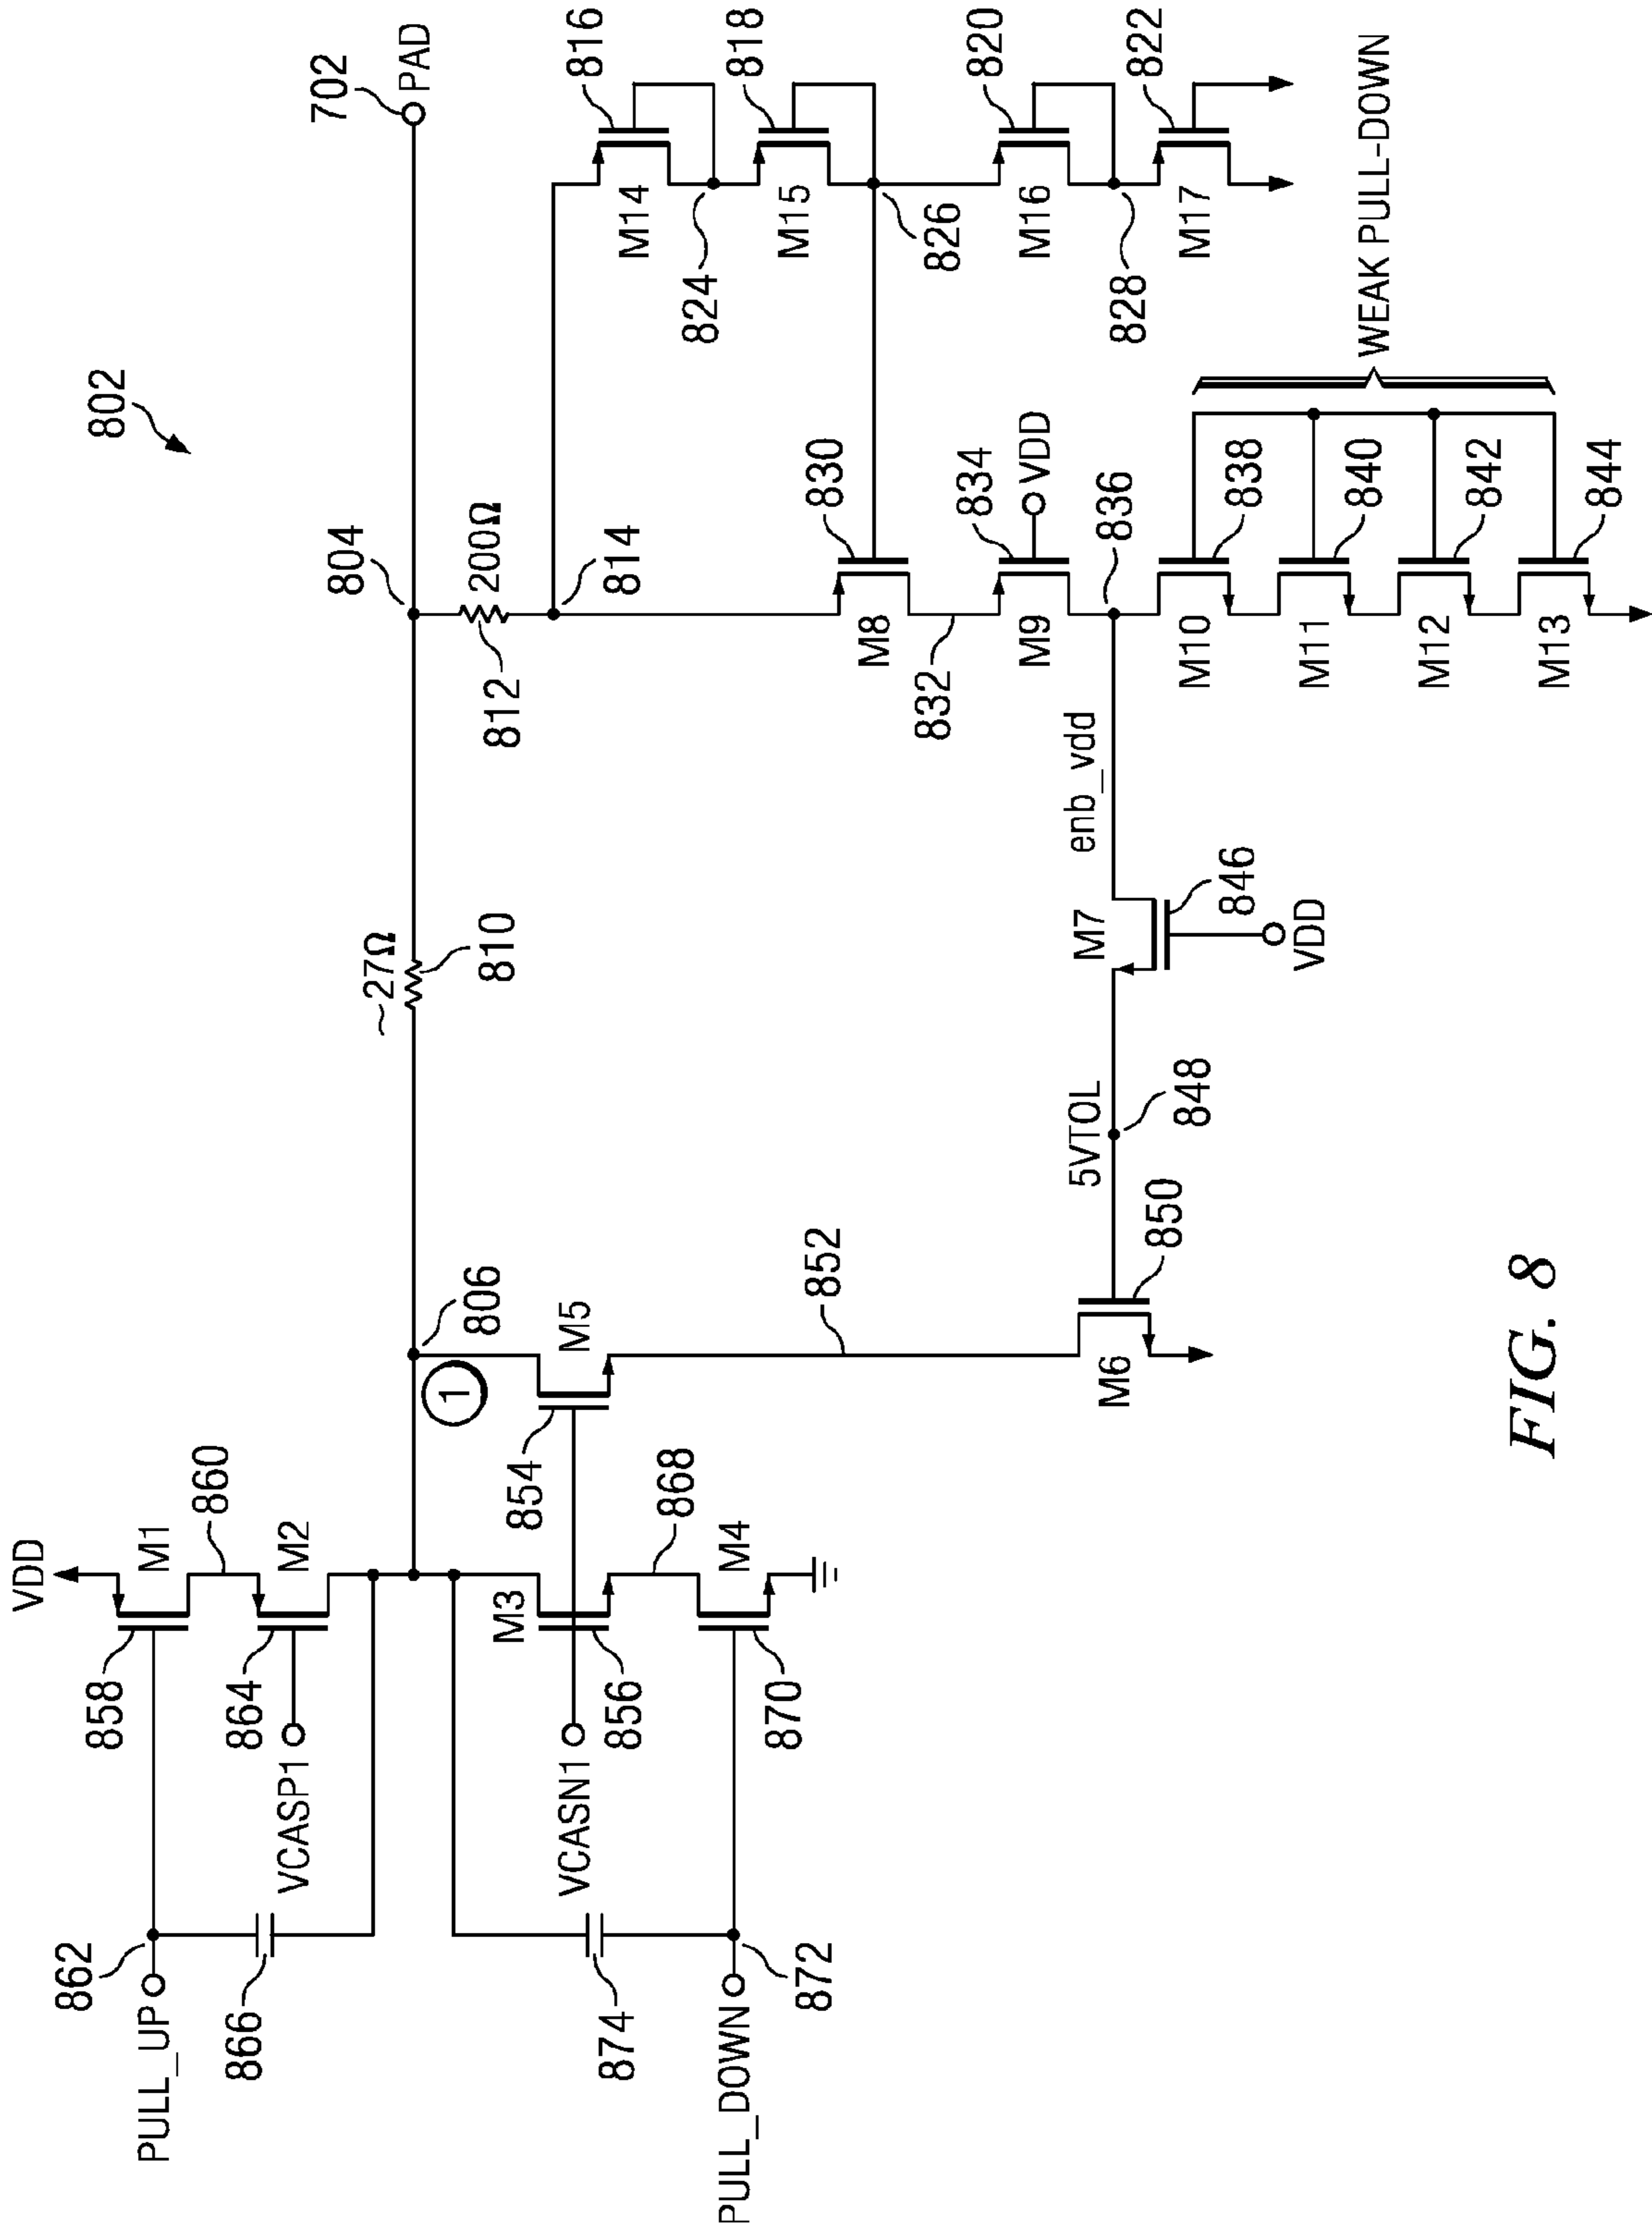 802
VDD
858
M1
860
PULL_UP
862
864
M2
866
VCASP1
1
806
~27Ω
810
804
702
PAD
812
200Ω
814
M14
816
824
M15
818
826
M16
820
828
M17
822
M3
854
M5
VCASN1
856
868
874
M4
870
PULL_DOWN
872
852
M8
830
832
M9
834
VDD
836
enb_vdd
5VTOL
848
M7
846
VDD
M6
850
M10
838
M11
840
M12
842
M13
844
WEAK PULL-DOWN
FIG. 8